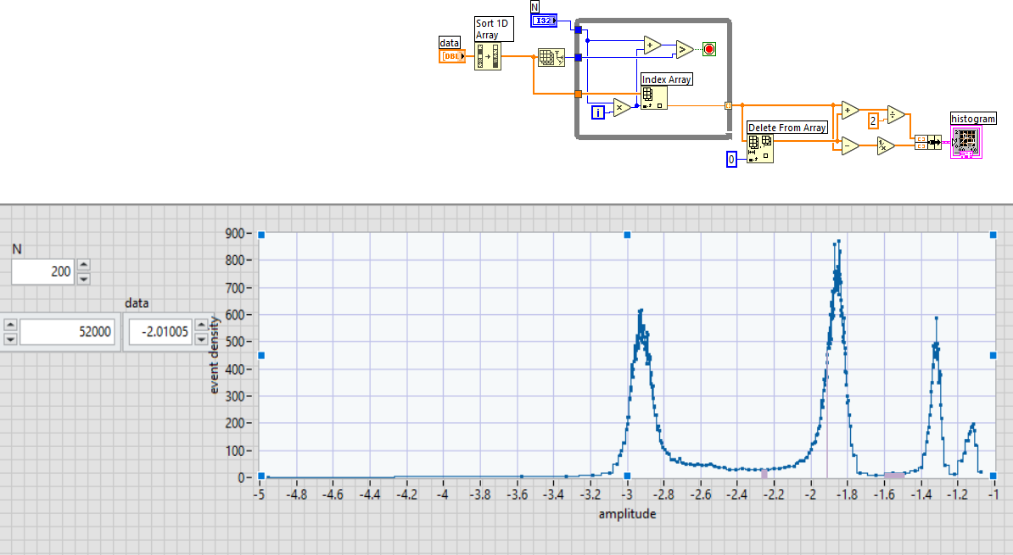 N
I32
Sort 1D
Array
data
DBL
Index Array
i
histogram
2
Delete From Array
0
N
200
data
52000
-2.01005
event density
900
800
700
600
500
400
300
200
100
0
-5 -4.8 -4.6 -4.4 -4.2 -4 -3.8 -3.6 -3.4 -3.2 -3 -2.8 -2.6 -2.4 -2.2 -2 -1.8 -1.6 -1.4 -1.2 -1
amplitude